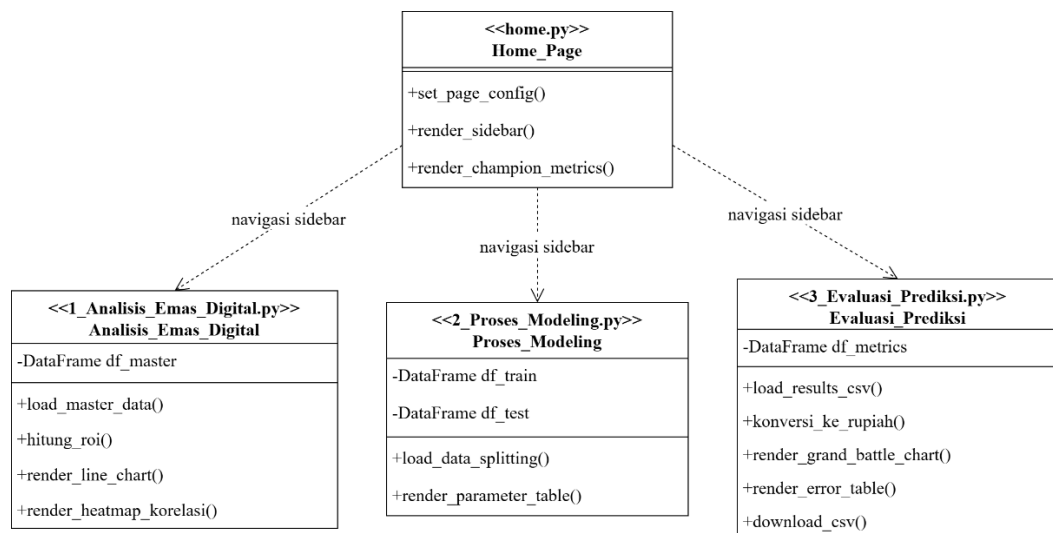 <<home.py>>
Home_Page
+set_page_config()
+render_sidebar()
+render_champion_metrics()
navigasi sidebar
navigasi sidebar
navigasi sidebar
<<1_Analisis_Emas_Digital.py>>
Analisis_Emas_Digital
-DataFrame df_master
+load_master_data()
+hitung_roi()
+render_line_chart()
+render_heatmap_korelasi()
<<2_Proses_Modeling.py>>
Proses_Modeling
-DataFrame df_train
-DataFrame df_test
+load_data_splitting()
+render_parameter_table()
<<3_Evaluasi_Prediksi.py>>
Evaluasi_Prediksi
-DataFrame df_metrics
+load_results_csv()
+konversi_ke_rupiah()
+render_grand_battle_chart()
+render_error_table()
+download_csv()